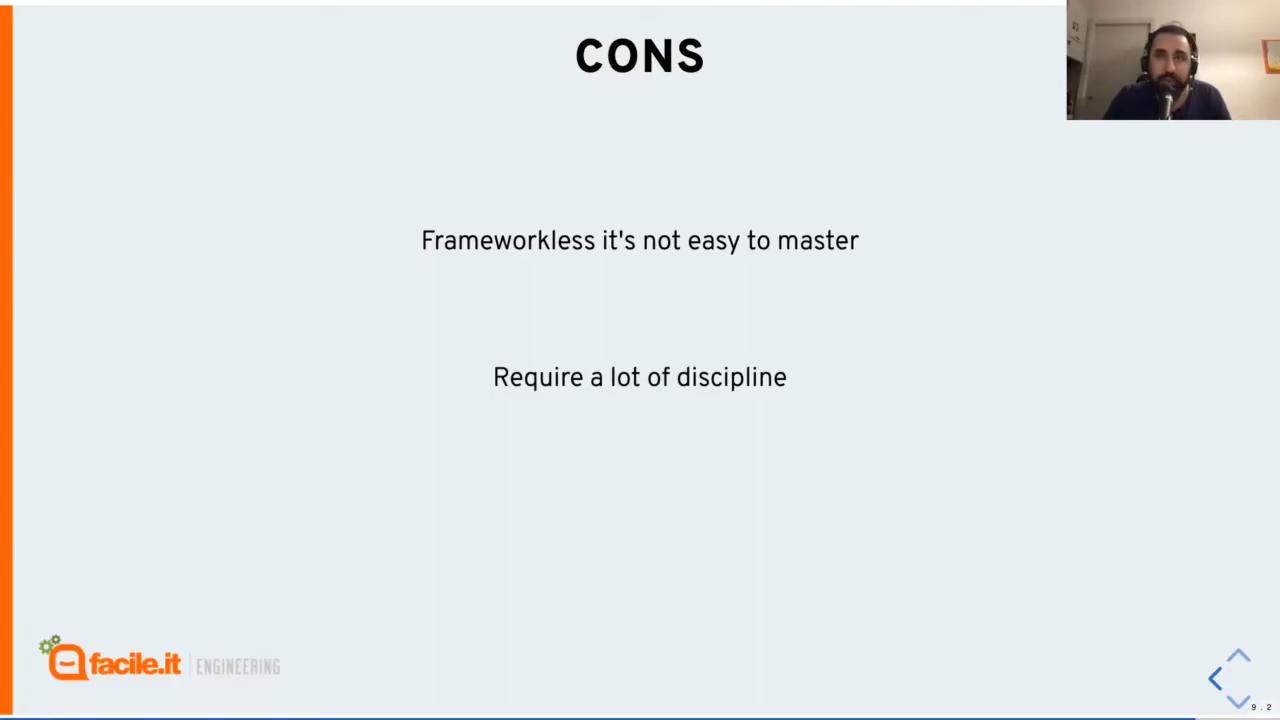 CONS
Frameworkless it's not easy to master
Require a lot of discipline
facile.it | ENGINEERING
9.2